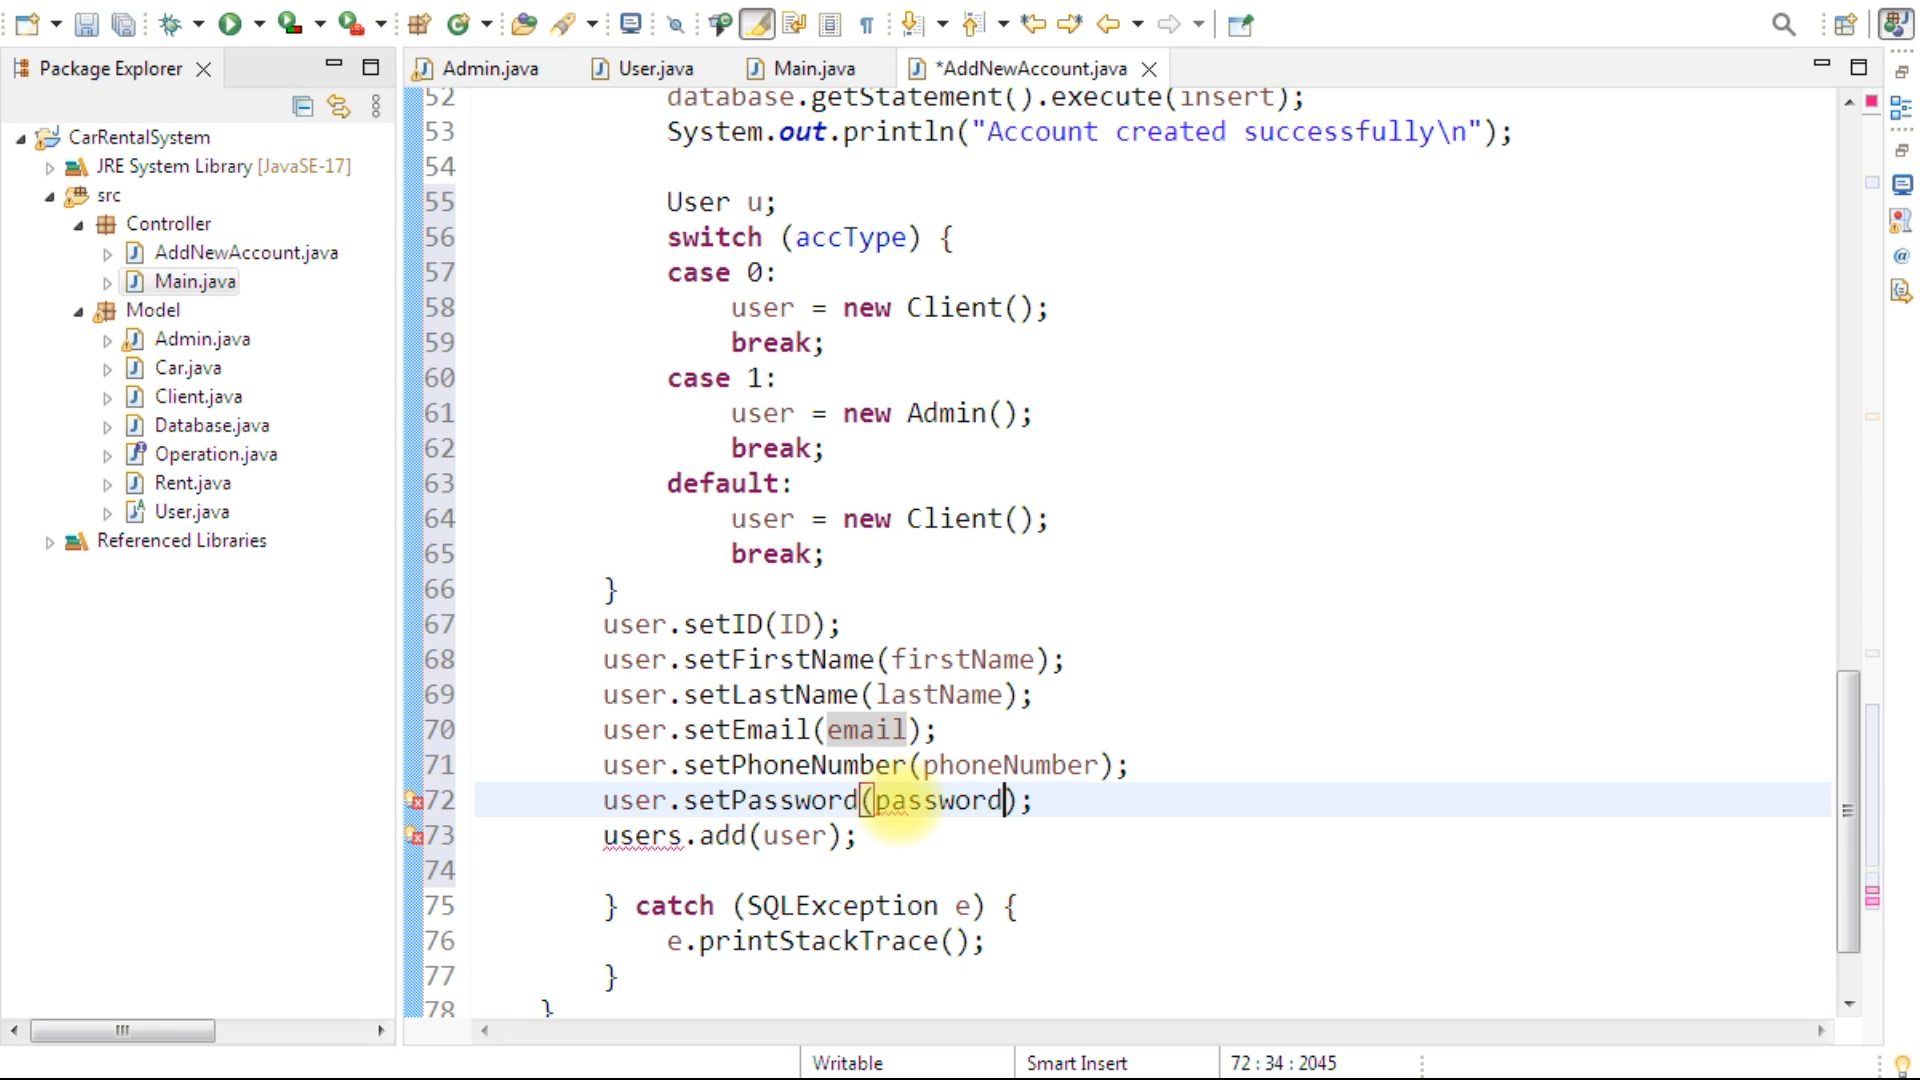 Package Explorer
Admin.java
User.java
Main.java
*AddNewAccount.java
CarRentalSystem
JRE System Library [JavaSE-17]
src
Controller
AddNewAccount.java
Main.java
Model
Admin.java
Car.java
Client.java
Database.java
Operation.java
Rent.java
User.java
Referenced Libraries
52 database.getStatement().execute(insert);
53 System.out.println("Account created successfully\n");
54
55 User u;
56 switch (accType) {
57 case 0:
58 user = new Client();
59 break;
60 case 1:
61 user = new Admin();
62 break;
63 default:
64 user = new Client();
65 break;
66 }
67 user.setID(ID);
68 user.setFirstName(firstName);
69 user.setLastName(lastName);
70 user.setEmail(email);
71 user.setPhoneNumber(phoneNumber);
72 user.setPassword(password);
73 users.add(user);
74
75 } catch (SQLException e) {
76 e.printStackTrace();
77 }
78 }
Writable
Smart Insert
72 : 34 : 2045